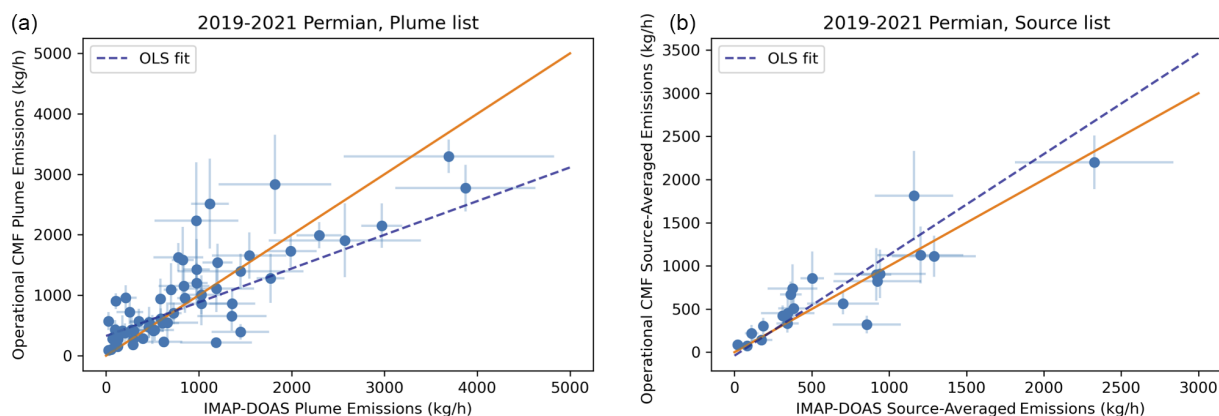 (a)
2019-2021 Permian, Plume list
OLS fit
Operational CMF Plume Emissions (kg/h)
5000
4000
3000
2000
1000
0
0 1000 2000 3000 4000 5000
IMAP-DOAS Plume Emissions (kg/h)
(b)
2019-2021 Permian, Source list
OLS fit
Operational CMF Source-Averaged Emissions (kg/h)
3500
3000
2500
2000
1500
1000
500
0
0 500 1000 1500 2000 2500 3000
IMAP-DOAS Source-Averaged Emissions (kg/h)